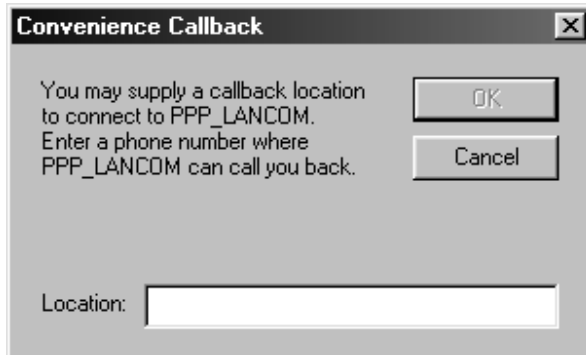 Convenience Callback
You may supply a callback location
to connect to PPP_LANCOM.
Enter a phone number where
PPP_LANCOM can call you back.
OK
Cancel
Location: